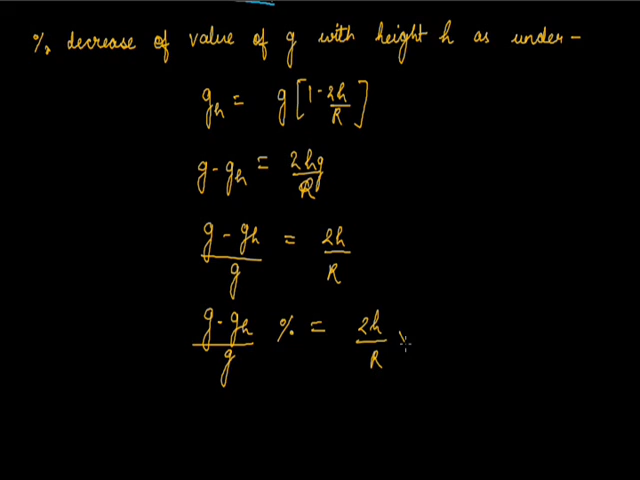 % decrease of value of g with height h as under -
gh = g [1 - 2h/R]
g - gh = 2hg/R
g - gh/g = 2h/R
g - gh/g % = 2h/R